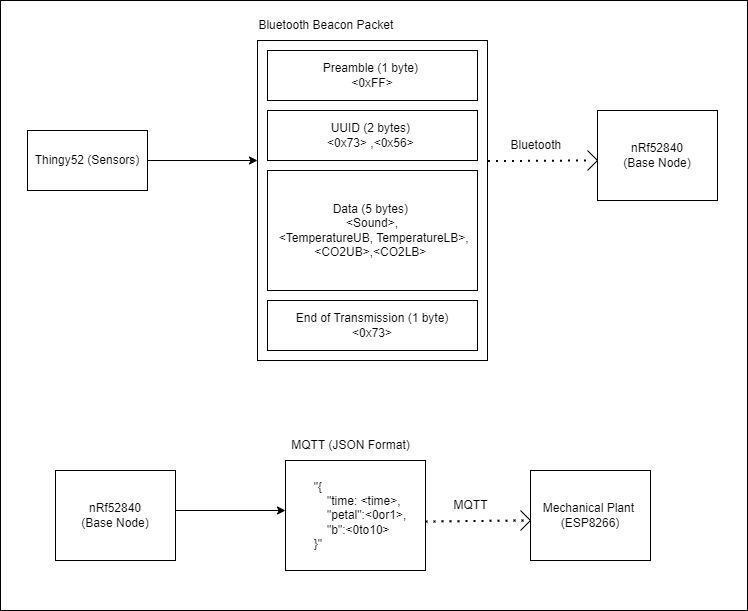 Bluetooth Beacon Packet
Preamble (1 byte)
<0xFF>
UUID (2 bytes)
<0x73> ,<0x56>
Thingy52 (Sensors)
Bluetooth
nRf52840
(Base Node)
Data (5 bytes)
<Sound>,
<TemperatureUB, TemperatureLB>,
<CO2UB>,<CO2LB>
End of Transmission (1 byte)
<0x73>
MQTT (JSON Format)
nRf52840
(Base Node)
"{
"time: <time>,
"petal":<0or1>,
"b":<0to10>
}"
MQTT
Mechanical Plant
(ESP8266)